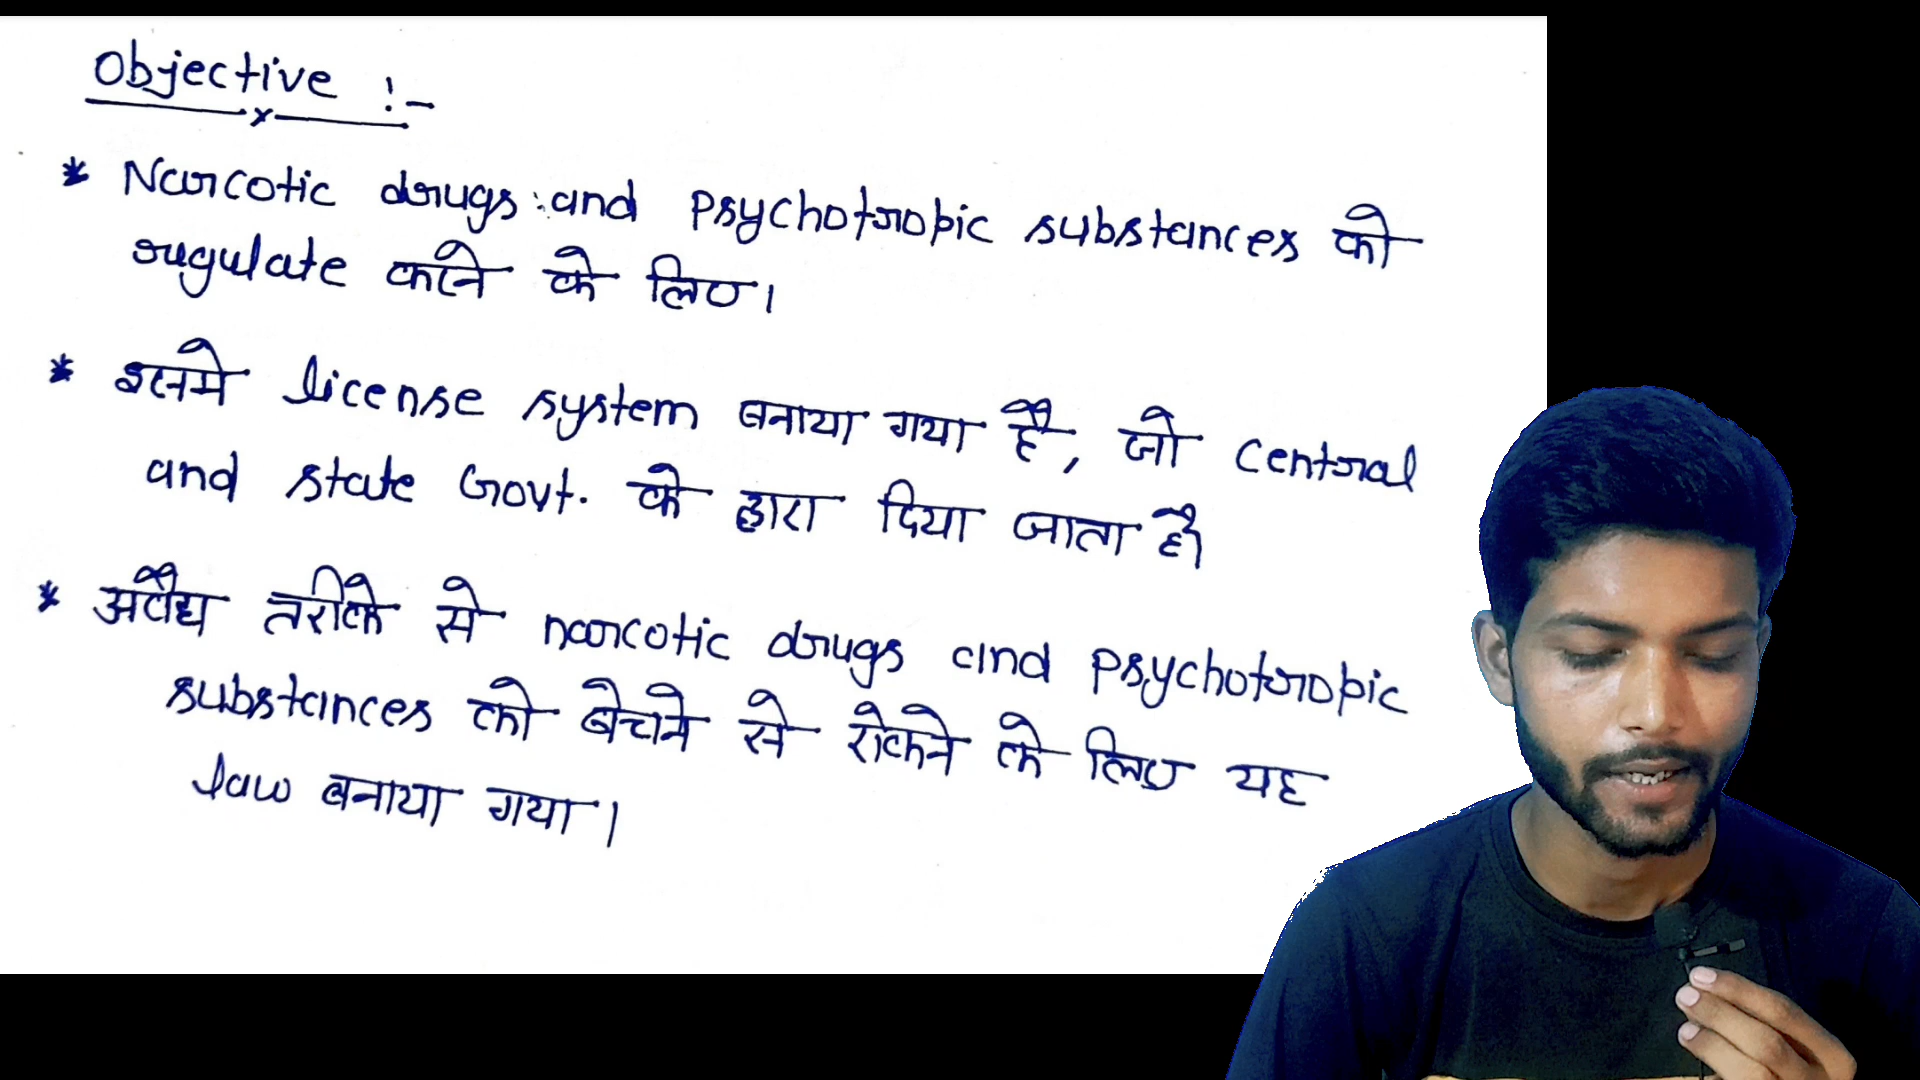 Objective :-
* Narcotic drugs and psychotropic substances को
regulate करने के लिए।
* इसमे license system बनाया गया है, जो Central
and state Govt. के द्वारा दिया जाता है।
* अवैध तरीके से narcotic drugs and psychotropic
substances को बेचने से रोकने के लिए यह
law बनाया गया।